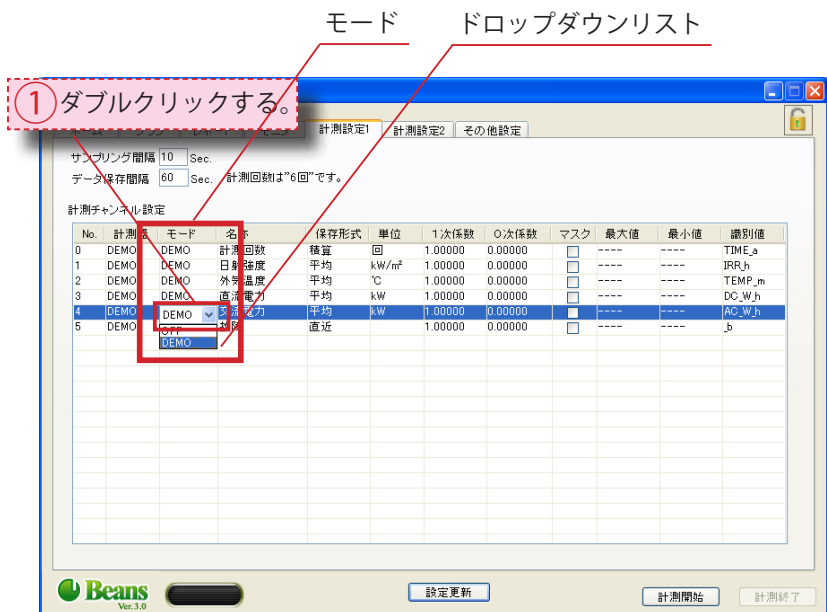 モード ドロップダウンリスト
① ダブルクリックする。
計測設定1 計測設定2 その他設定
サンプリング間隔 10 Sec.
データ保存間隔 60 Sec. 計測回数は"6回"です。
計測チャンネル設定
No. 計測器 モード 名称 保存形式 単位 1次係数 0次係数 マスク 最大値 最小値 識別値
0 DEMO DEMO 計測回数 積算 回 1.00000 0.00000 ---- ---- TIME_a
1 DEMO DEMO 日射強度 平均 kW/m² 1.00000 0.00000 ---- ---- IRR_h
2 DEMO DEMO 外気温度 平均 ℃ 1.00000 0.00000 ---- ---- TEMP_m
3 DEMO DEMO 直流電力 平均 kW 1.00000 0.00000 ---- ---- DC_W_h
4 DEMO DEMO 交流電力 平均 kW 1.00000 0.00000 ---- ---- AC_W_h
5 DEMO OFF 直近 1.00000 0.00000 ---- ---- _b
DEMO
Beans
Ver.3.0
設定更新 計測開始 計測終了